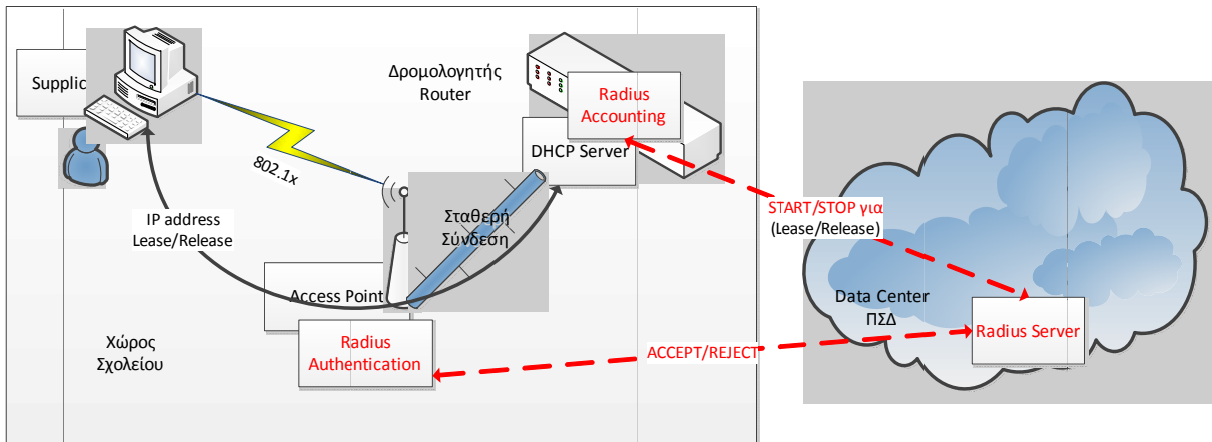 Supplic
Δρομολογητής
Router
Radius
Accounting
DHCP Server
802.1x
IP address
Lease/Release
Σταθερή
Σύνδεση
START/STOP για
(Lease/Release)
Access Point
Data Center
ΠΣΔ
Radius Server
Χώρος
Σχολείου
Radius
Authentication
ACCEPT/REJECT